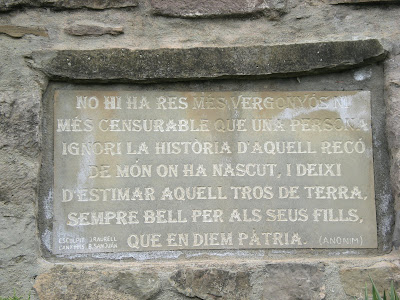 NO HI HA RES MÉS VERGONYÓS NI
MÉS CENSURABLE QUE UNA PERSONA
IGNORI LA HISTÒRIA D'AQUELL RECÓ
DE MÓN ON HA NASCUT, I DEIXI
D'ESTIMAR AQUELL TROS DE TERRA,
SEMPRE BELL PER ALS SEUS FILLS,
QUE EN DIEM PÀTRIA. (ANÒNIM)
ESCULPIÓ J.